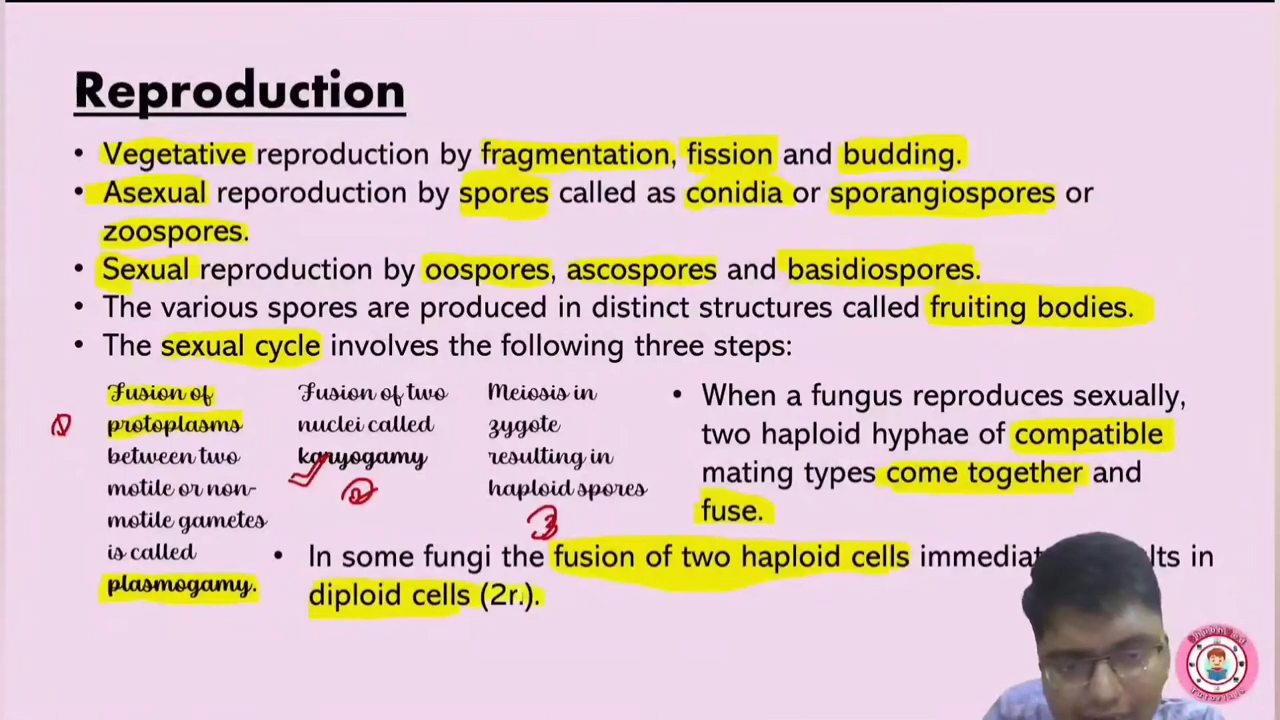 Reproduction
• Vegetative reproduction by fragmentation, fission and budding.
• Asexual reporoduction by spores called as conidia or sporangiospores or
zoospores.
• Sexual reproduction by oospores, ascospores and basidiospores.
• The various spores are produced in distinct structures called fruiting bodies.
• The sexual cycle involves the following three steps:
1
Fusion of
protoplasms
between two
motile or non-
motile gametes
is called
plasmogamy.
Fusion of two
nuclei called
karyogamy
2
Meiosis in
zygote
resulting in
haploid spores
3
• When a fungus reproduces sexually,
two haploid hyphae of compatible
mating types come together and
fuse.
• In some fungi the fusion of two haploid cells in
diploid cells